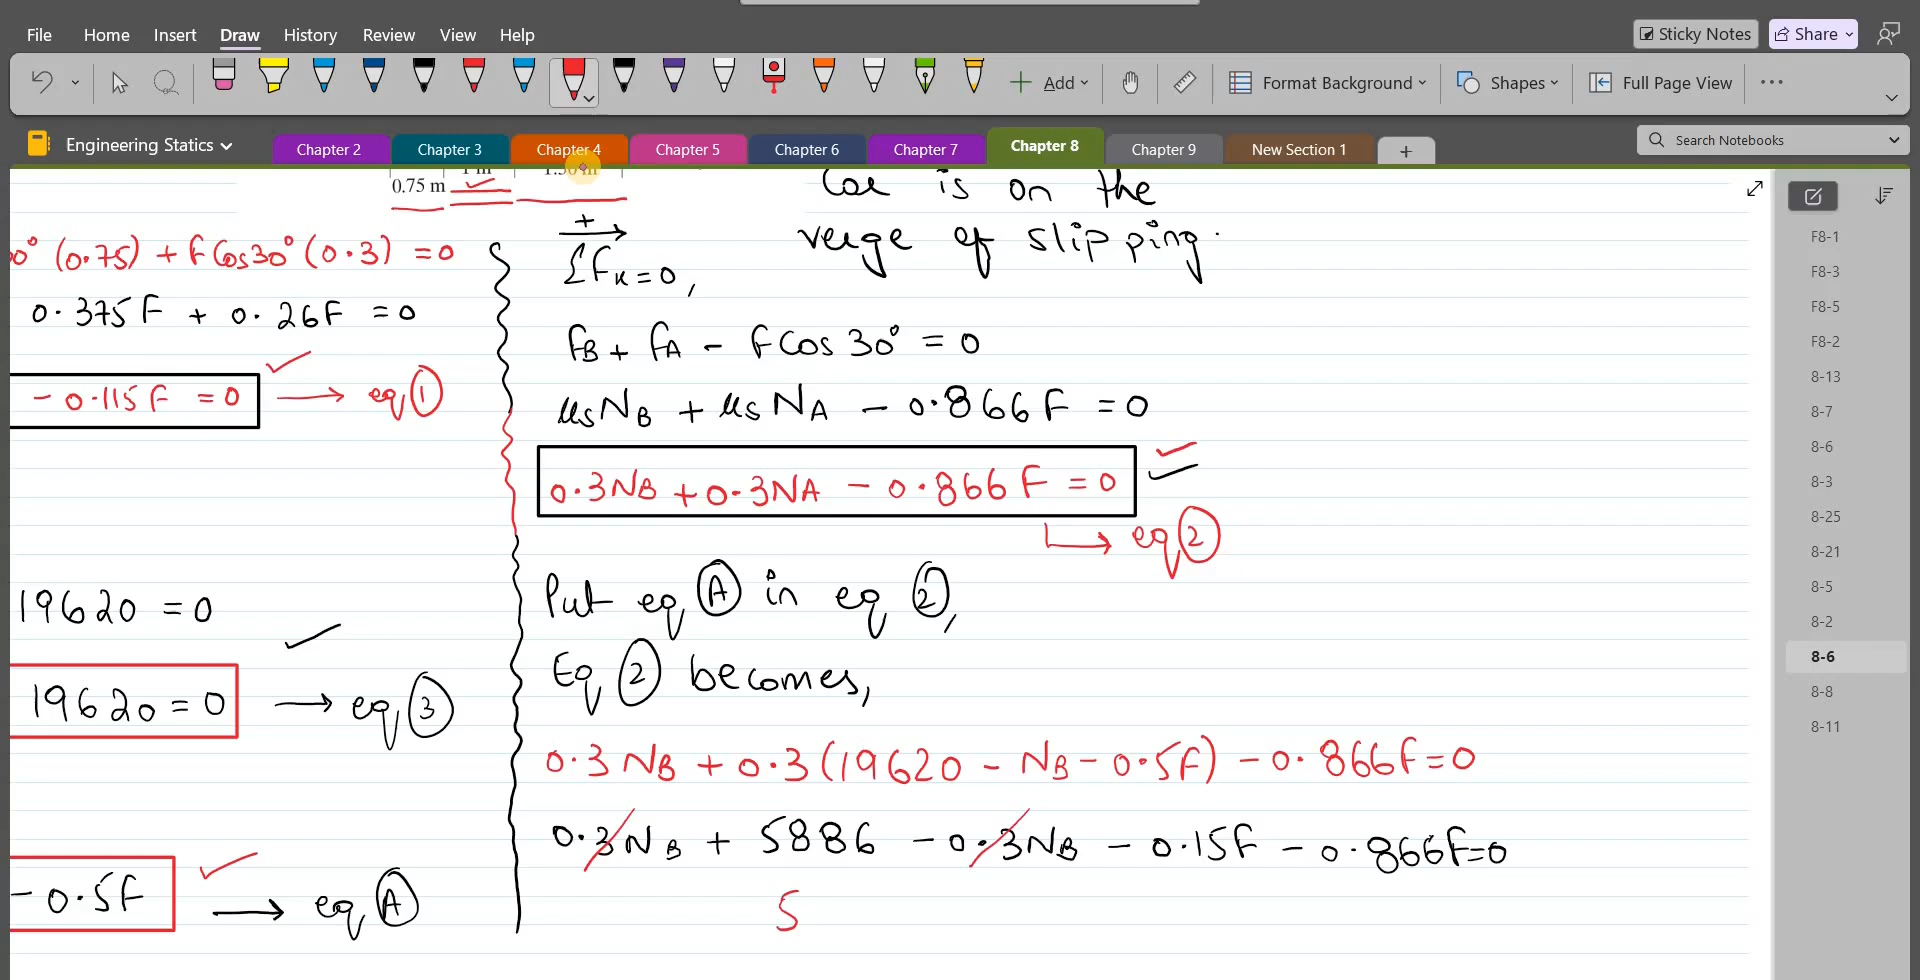 File Home Insert Draw History Review View Help
Sticky Notes Share
Add Format Background Shapes Full Page View
Engineering Statics Chapter 2 Chapter 3 Chapter 4 Chapter 5 Chapter 6 Chapter 7 Chapter 8 Chapter 9 New Section 1 + Search Notebooks
0.75 m
0° (0.75) + F Cos30° (0.3) = 0
0.375F + 0.26F = 0
- 0.115F = 0 → eq 1
19620 = 0
19620 = 0 → eq 3
- 0.5F → eq A
Car is on the
verge of slipping.
+
ΣFx = 0,
FB + FA - F Cos 30° = 0
μsNB + μsNA - 0.866F = 0
0.3NB + 0.3NA - 0.866F = 0
→ eq 2
Put eq A in eq 2,
Eq 2 becomes,
0.3NB + 0.3(19620 - NB - 0.5F) - 0.866F = 0
0.3NB + 5886 - 0.3NB - 0.15F - 0.866F = 0
5
F8-1
F8-3
F8-5
F8-2
8-13
8-7
8-6
8-3
8-25
8-21
8-5
8-2
8-6
8-8
8-11